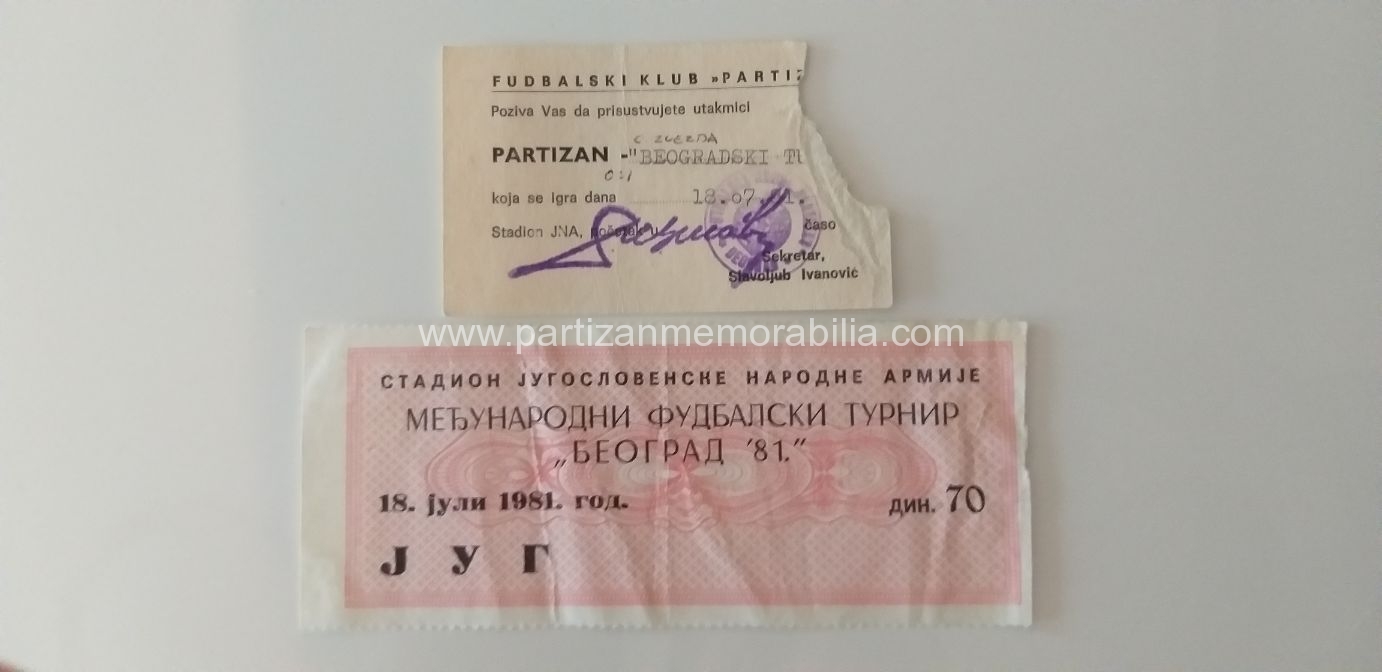 FUDBALSKI KLUB »PARTIZ
Poziva Vas da prisustvujete utakmici
C. ZVEZDA
PARTIZAN - "BEOGRADSKI TU
0:1
koja se igra dana 18.07.81.
Stadion JNA, početak u časo
Sekretar,
Slavoljub Ivanović
www.partizanmemorabilia.com
СТАДИОН ЈУГОСЛОВЕНСКЕ НАРОДНЕ АРМИЈЕ
МЕЂУНАРОДНИ ФУДБАЛСКИ ТУРНИР
„БЕОГРАД '81."
18. јули 1981. год. дин. 70
ЈУГ